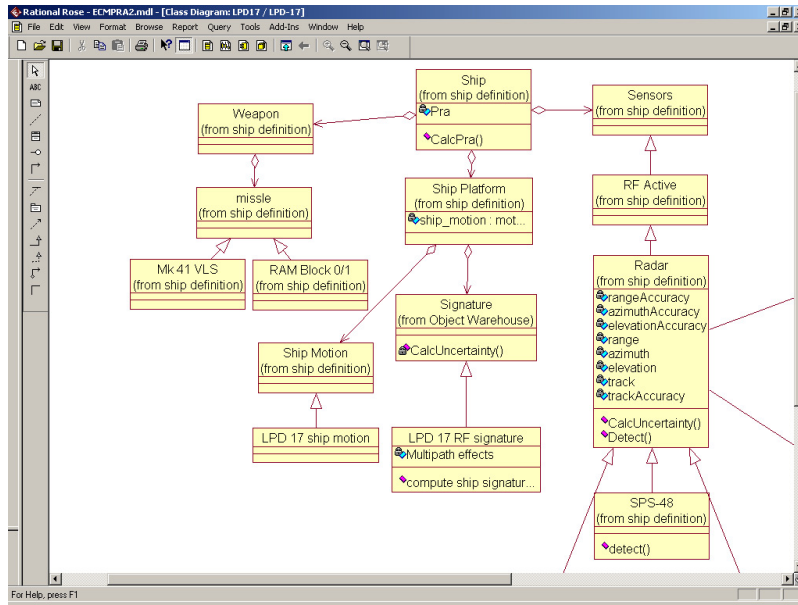 Rational Rose - ECMPRA2.mdl - [Class Diagram: LPD17 / LPD-17]
File Edit View Format Browse Report Query Tools Add-Ins Window Help
ABC
Ship
(from ship definition)
Pra
CalcPra()
Weapon
(from ship definition)
Sensors
(from ship definition)
missle
(from ship definition)
Ship Platform
(from ship definition)
ship_motion : mot...
RF Active
(from ship definition)
Mk 41 VLS
(from ship definition)
RAM Block 0/1
(from ship definition)
Radar
(from ship definition)
rangeAccuracy
azimuthAccuracy
elevationAccuracy
range
azimuth
elevation
track
trackAccuracy
CalcUncertainty()
Detect()
Signature
(from Object Warehouse)
CalcUncertainty()
Ship Motion
(from ship definition)
LPD 17 ship motion
LPD 17 RF signature
Multipath effects
compute ship signatur...
SPS-48
(from ship definition)
detect()
For Help, press F1